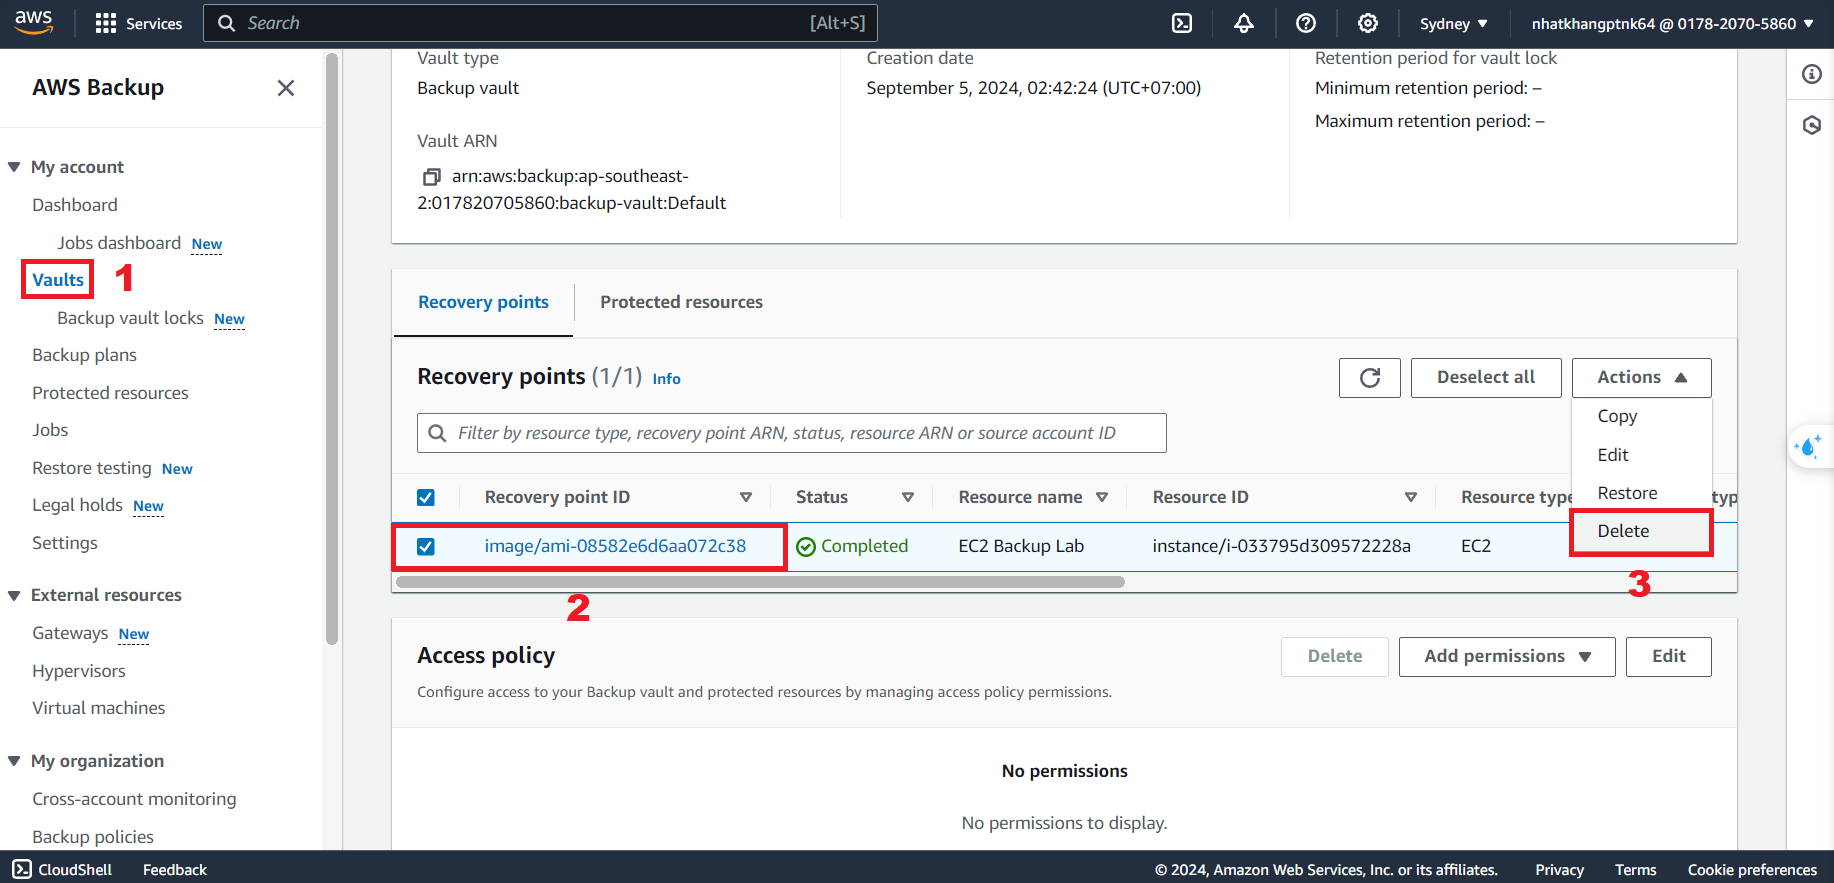 aws
Services
Search
[Alt+S]
Sydney
nhatkhangptnk64 @ 0178-2070-5860
AWS Backup
My account
Dashboard
Jobs dashboard New
Vaults
1
Backup vault locks New
Backup plans
Protected resources
Jobs
Restore testing New
Legal holds New
Settings
External resources
Gateways New
Hypervisors
Virtual machines
My organization
Cross-account monitoring
Backup policies
Vault type
Backup vault
Vault ARN
arn:aws:backup:ap-southeast-
2:017820705860:backup-vault:Default
Creation date
September 5, 2024, 02:42:24 (UTC+07:00)
Retention period for vault lock
Minimum retention period: –
Maximum retention period: –
Recovery points
Protected resources
Recovery points (1/1) Info
Deselect all
Actions
Copy
Edit
Restore
Delete
3
Filter by resource type, recovery point ARN, status, resource ARN or source account ID
Recovery point ID
Status
Resource name
Resource ID
Resource type
typ
image/ami-08582e6d6aa072c38
Completed
EC2 Backup Lab
instance/i-033795d309572228a
EC2
2
Access policy
Delete
Add permissions
Edit
Configure access to your Backup vault and protected resources by managing access policy permissions.
No permissions
No permissions to display.
CloudShell
Feedback
© 2024, Amazon Web Services, Inc. or its affiliates.
Privacy
Terms
Cookie preferences